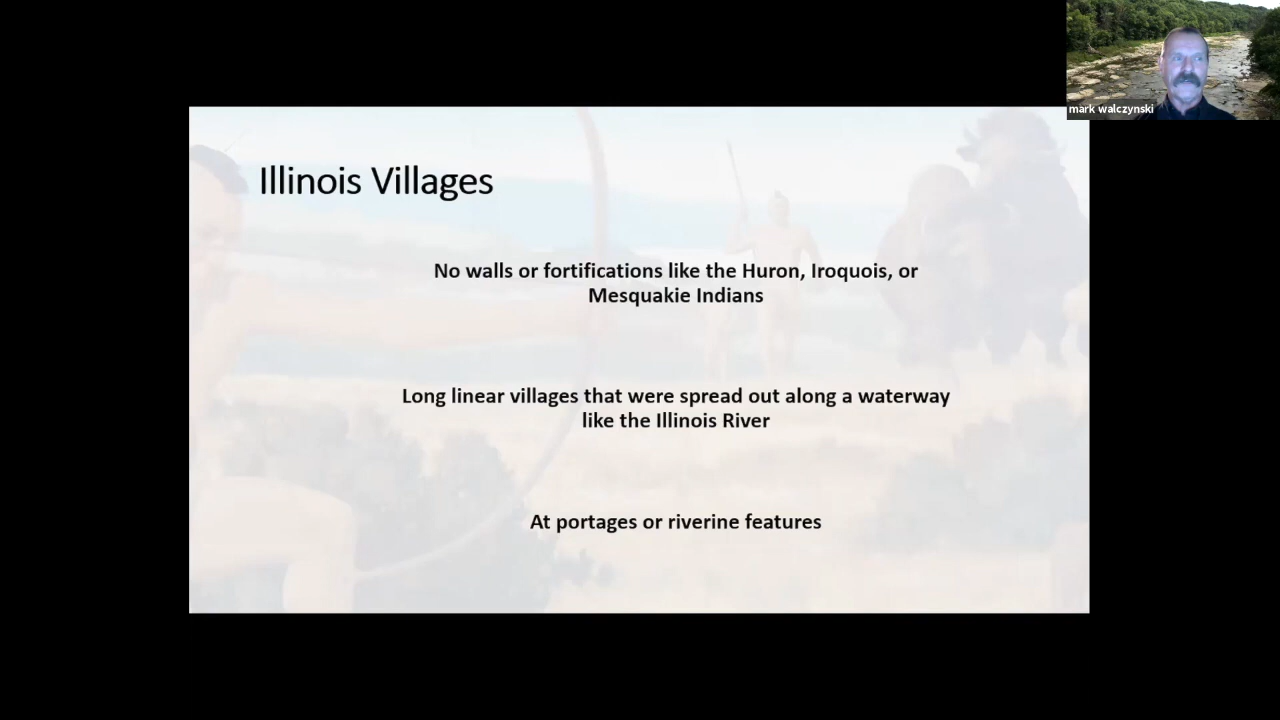 mark walczynski
Illinois Villages
No walls or fortifications like the Huron, Iroquois, or
Mesquakie Indians
Long linear villages that were spread out along a waterway
like the Illinois River
At portages or riverine features